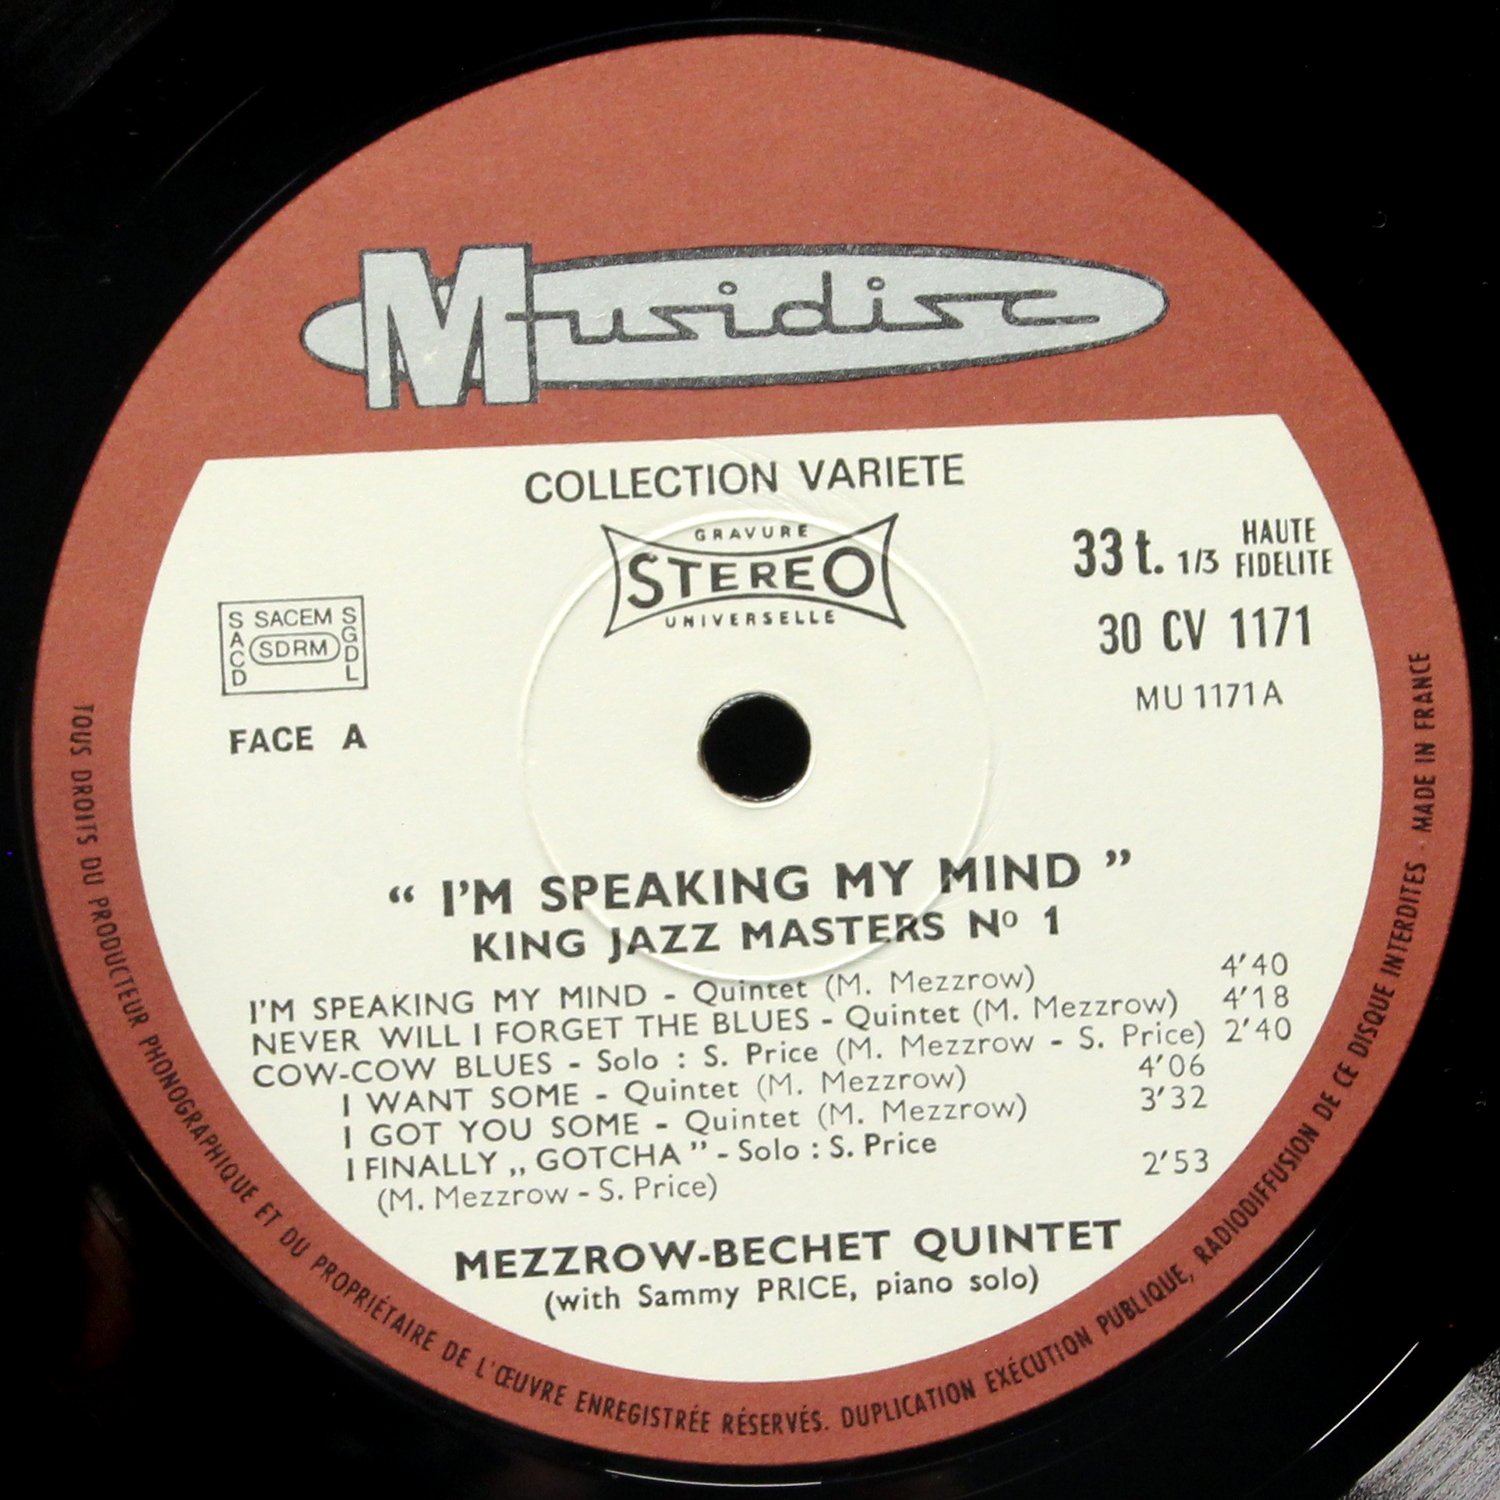 Musidisc
COLLECTION VARIETE
GRAVURE
STEREO
UNIVERSELLE
33 t. 1/3 HAUTE FIDELITE
30 CV 1171
MU 1171 A
SACEM
SACD
SDRM
SGDL
FACE A
“ I'M SPEAKING MY MIND ”
KING JAZZ MASTERS Nº 1
I'M SPEAKING MY MIND - Quintet (M. Mezzrow) 4'40
NEVER WILL I FORGET THE BLUES - Quintet (M. Mezzrow) 4'18
COW-COW BLUES - Solo : S. Price (M. Mezzrow - S. Price) 2'40
I WANT SOME - Quintet (M. Mezzrow) 4'06
I GOT YOU SOME - Quintet (M. Mezzrow) 3'32
I FINALLY „ GOTCHA ” - Solo : S. Price
(M. Mezzrow - S. Price) 2'53
MEZZROW-BECHET QUINTET
(with Sammy PRICE, piano solo)
TOUS DROITS DU PRODUCTEUR PHONOGRAPHIQUE ET DU PROPRIÉTAIRE DE L'ŒUVRE ENREGISTRÉE RÉSERVÉS. DUPLICATION EXÉCUTION PUBLIQUE, RADIODIFFUSION DE CE DISQUE INTERDITES · MADE IN FRANCE